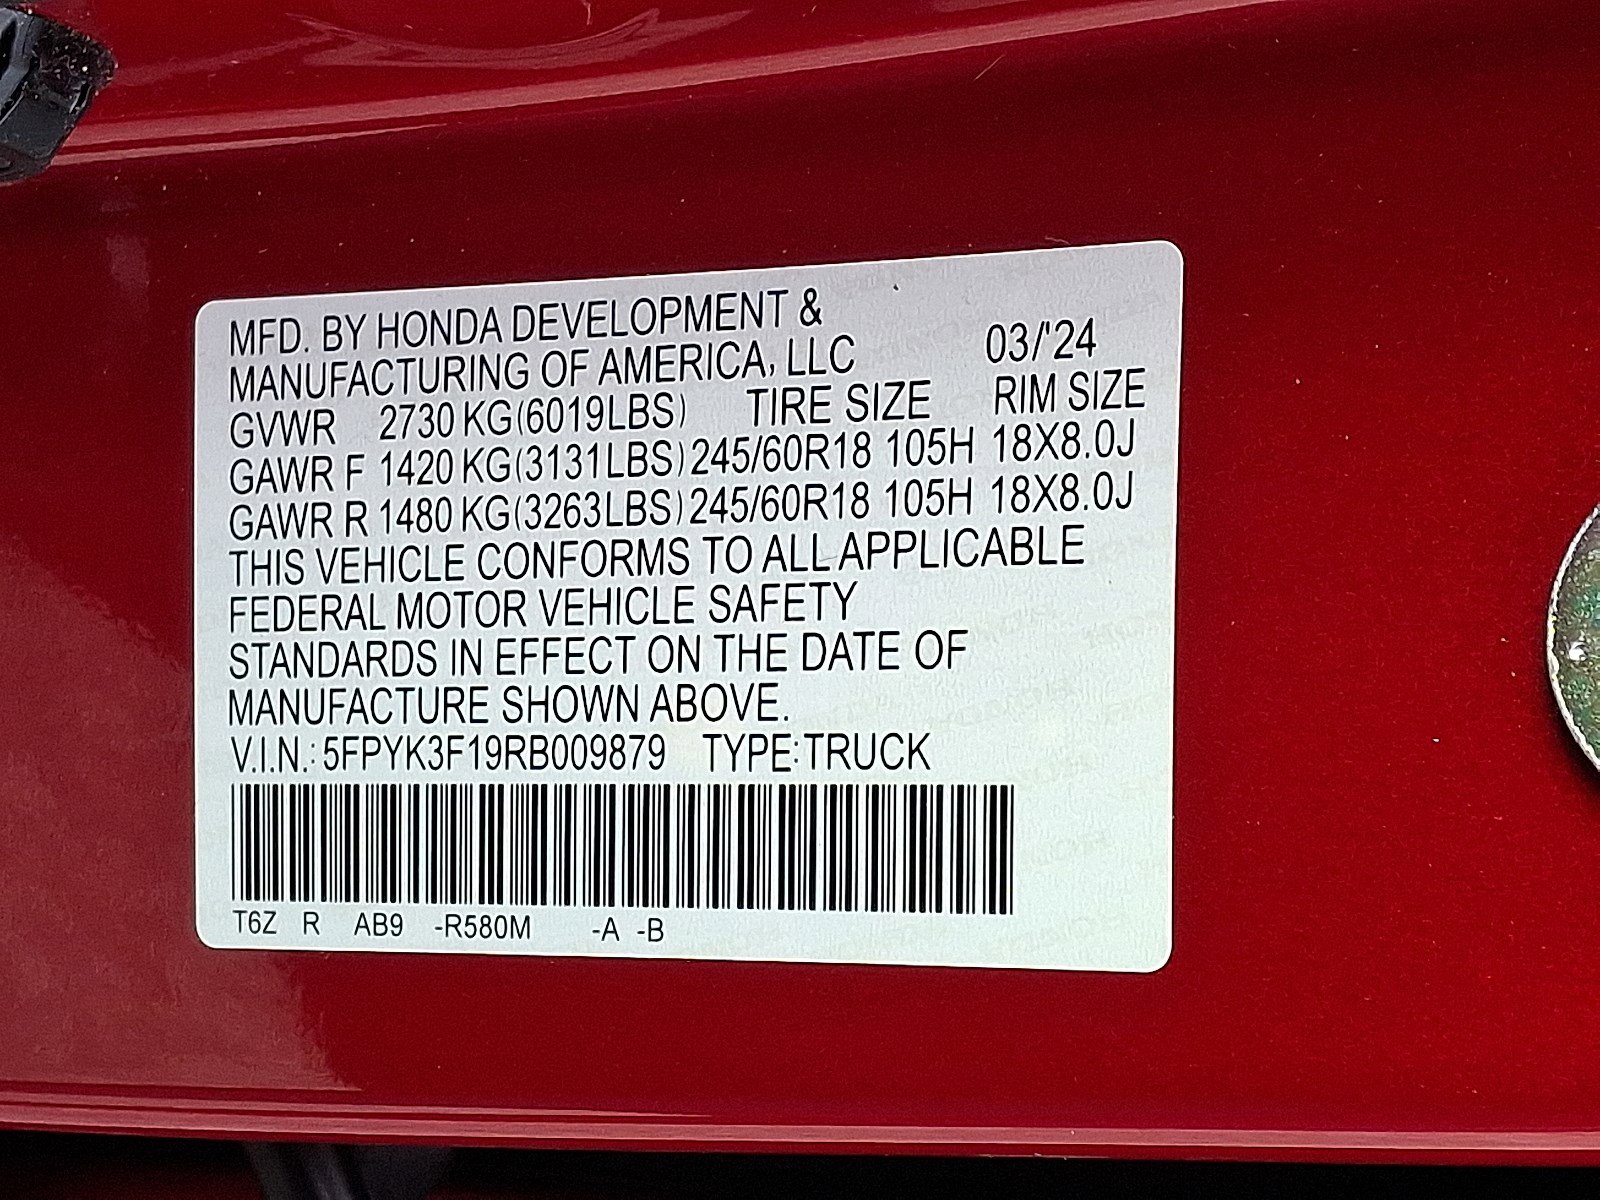 MFD. BY HONDA DEVELOPMENT &
MANUFACTURING OF AMERICA, LLC 03/'24
GVWR 2730 KG(6019LBS) TIRE SIZE RIM SIZE
GAWR F 1420 KG(3131LBS) 245/60R18 105H 18X8.0J
GAWR R 1480 KG(3263LBS) 245/60R18 105H 18X8.0J
THIS VEHICLE CONFORMS TO ALL APPLICABLE
FEDERAL MOTOR VEHICLE SAFETY
STANDARDS IN EFFECT ON THE DATE OF
MANUFACTURE SHOWN ABOVE.
V.I.N.: 5FPYK3F19RB009879 TYPE:TRUCK
T6Z R AB9 -R580M -A -B